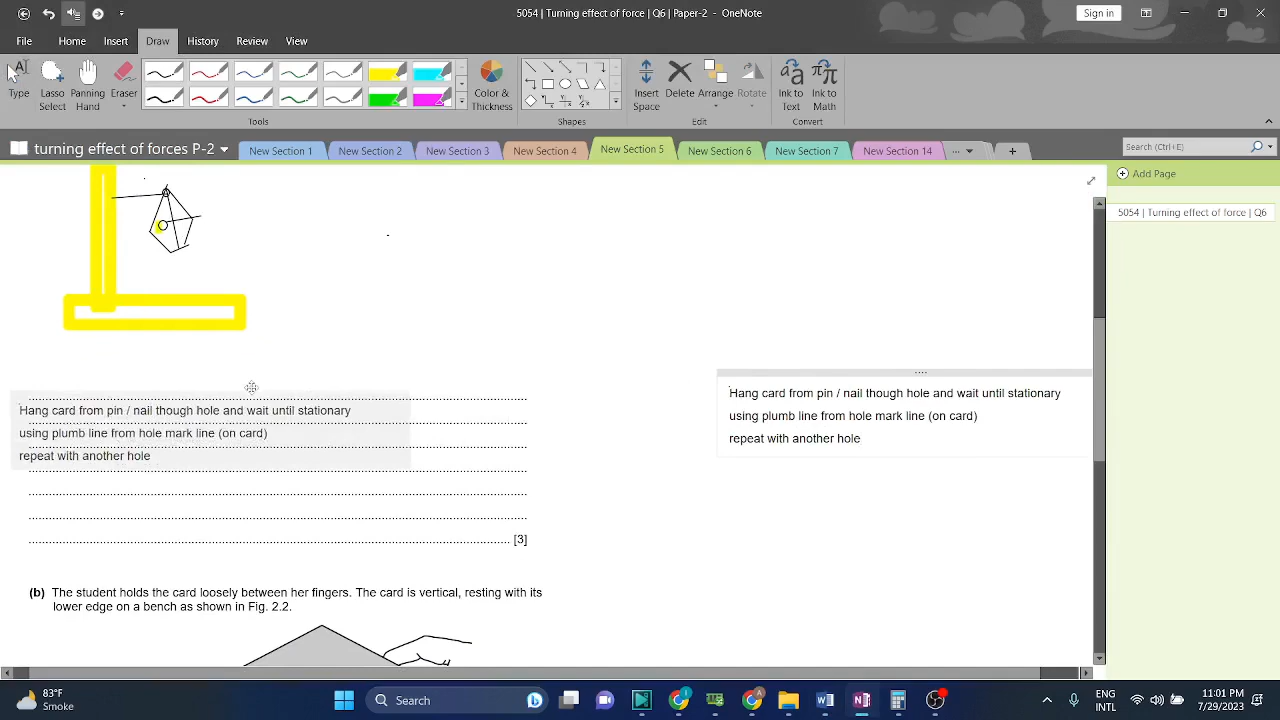 5054 | Turning effect of force | Q6 | Paper-2 - OneNote
Sign in
File Home Insert Draw History Review View
Type
Lasso Select
Panning Hand
Eraser
Color & Thickness
Insert Space
Delete
Arrange
Rotate
Ink to Text
Ink to Math
Tools
Shapes
Edit
Convert
turning effect of forces P-2
New Section 1
New Section 2
New Section 3
New Section 4
New Section 5
New Section 6
New Section 7
New Section 14
Search (Ctrl+E)
Add Page
5054 | Turning effect of force | Q6
Hang card from pin / nail though hole and wait until stationary
using plumb line from hole mark line (on card)
repeat with another hole
Hang card from pin / nail though hole and wait until stationary
using plumb line from hole mark line (on card)
repeat with another hole
[3]
(b) The student holds the card loosely between her fingers. The card is vertical, resting with its
lower edge on a bench as shown in Fig. 2.2.
83°F
Smoke
Search
ENG
INTL
11:01 PM
7/29/2023